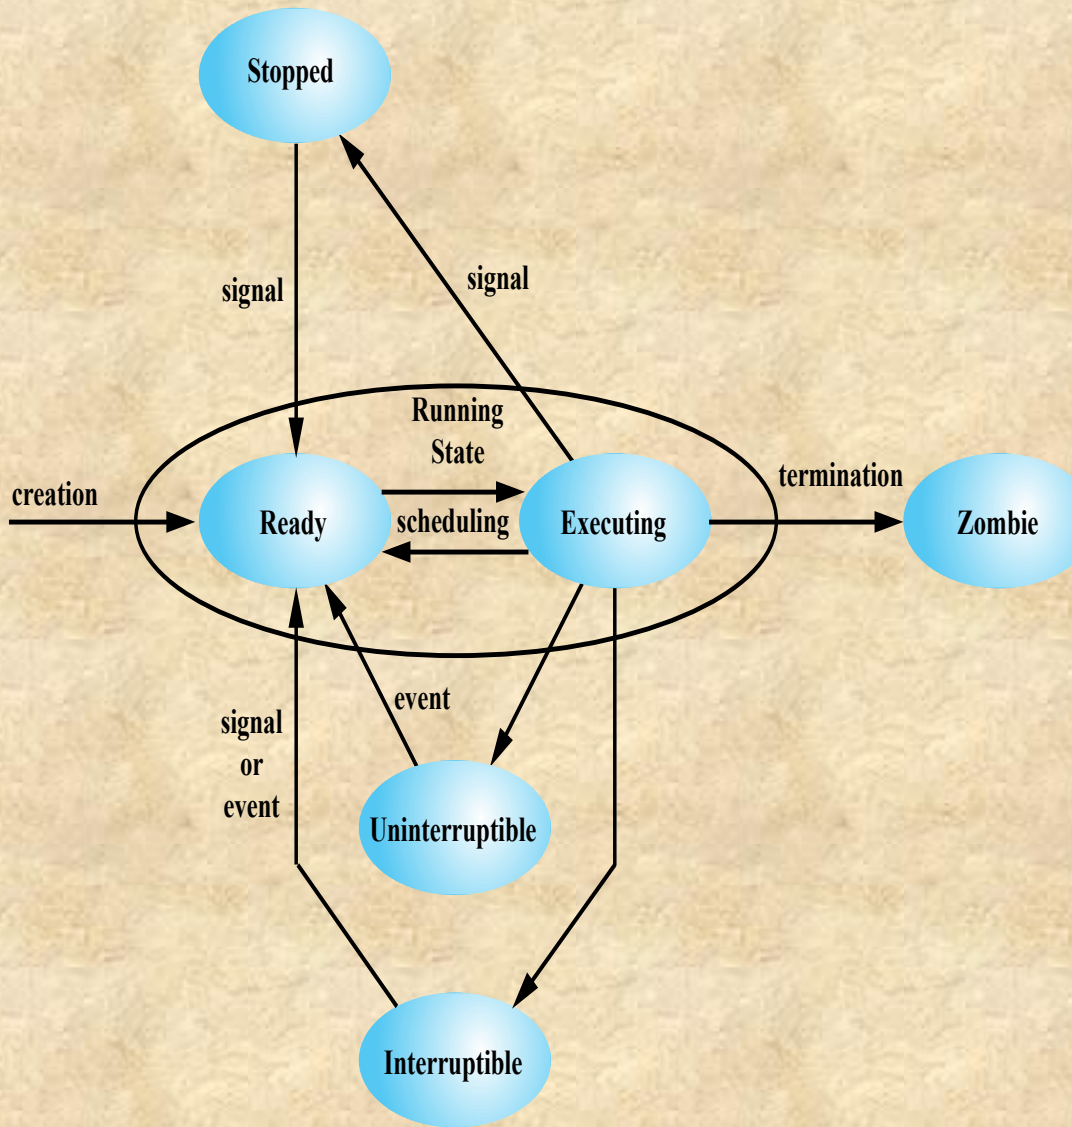 Stopped
signal
signal
Running
State
creation
Ready
scheduling
Executing
termination
Zombie
event
signal
or
event
Uninterruptible
Interruptible